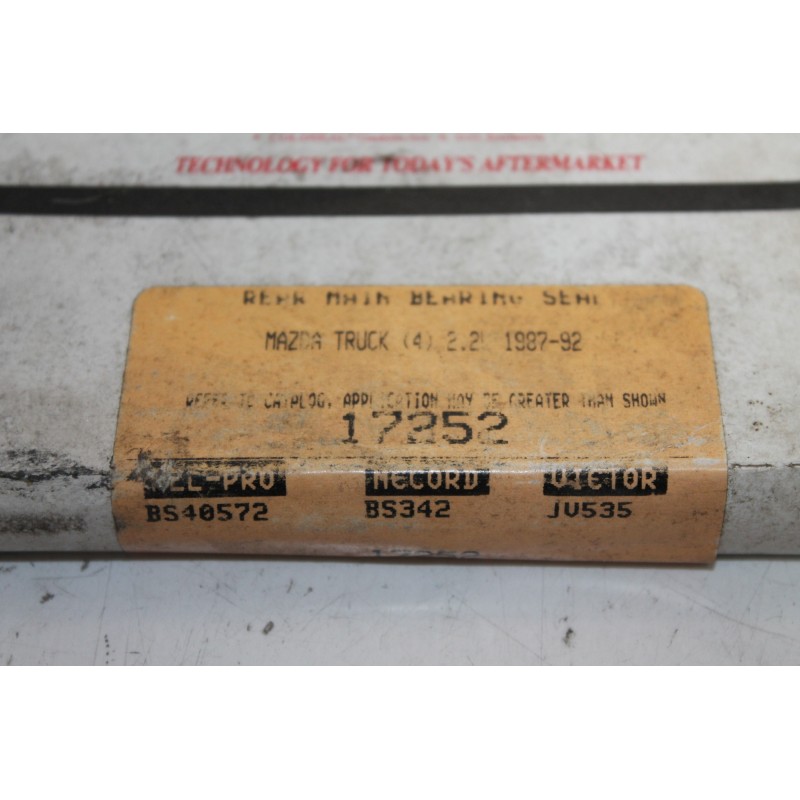 TECHNOLOGY FOR TODAY'S AFTERMARKET
REAR MAIN BEARING SEAL
MAZDA TRUCK (4) 2.2L 1987-92
REFER TO CATALOG. APPLICATION MAY BE GREATER THAN SHOWN
17252
FEL-PRO McCORD VICTOR
BS40572 BS342 JV535